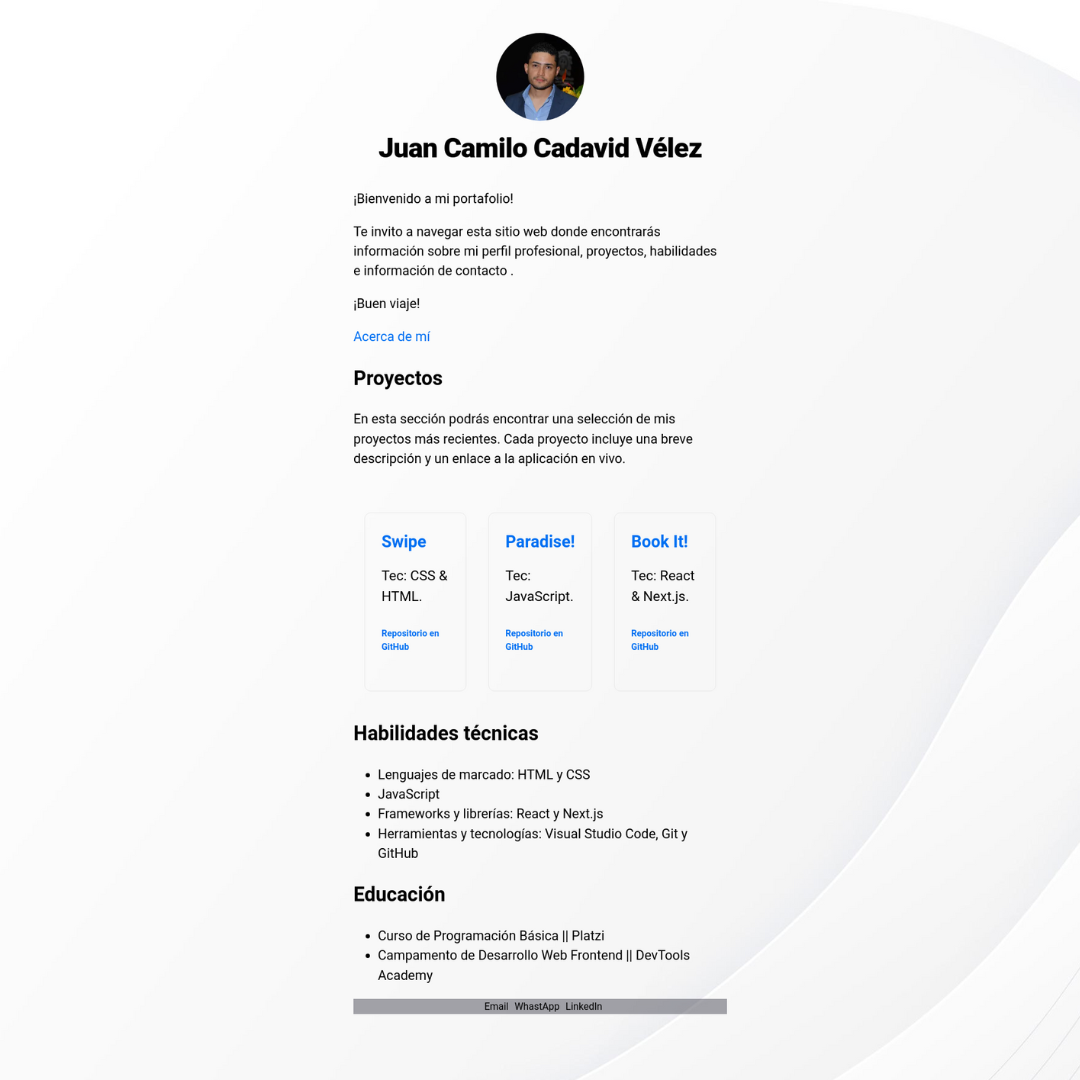 Juan Camilo Cadavid Vélez
¡Bienvenido a mi portafolio!
Te invito a navegar esta sitio web donde encontrarás
información sobre mi perfil profesional, proyectos, habilidades
e información de contacto .
¡Buen viaje!
Acerca de mí
Proyectos
En esta sección podrás encontrar una selección de mis
proyectos más recientes. Cada proyecto incluye una breve
descripción y un enlace a la aplicación en vivo.
Swipe
Tec: CSS &
HTML.
Repositorio en
GitHub
Paradise!
Tec:
JavaScript.
Repositorio en
GitHub
Book It!
Tec: React
& Next.js.
Repositorio en
GitHub
Habilidades técnicas
• Lenguajes de marcado: HTML y CSS
• JavaScript
• Frameworks y librerías: React y Next.js
• Herramientas y tecnologías: Visual Studio Code, Git y
GitHub
Educación
• Curso de Programación Básica || Platzi
• Campamento de Desarrollo Web Frontend || DevTools
Academy
Email WhastApp LinkedIn